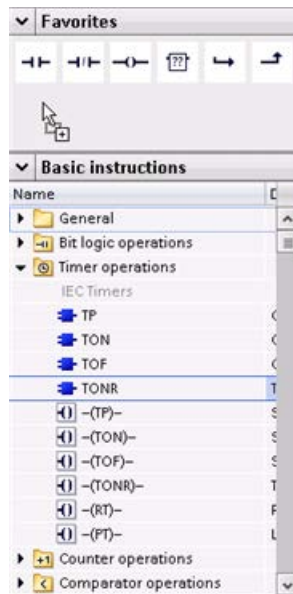 Favorites
??
Basic instructions
Name
General
Bit logic operations
Timer operations
IEC Timers
TP
TON
TOF
TONR
–(TP)–
–(TON)–
–(TOF)–
–(TONR)–
–(RT)–
–(PT)–
+1 Counter operations
Comparator operations